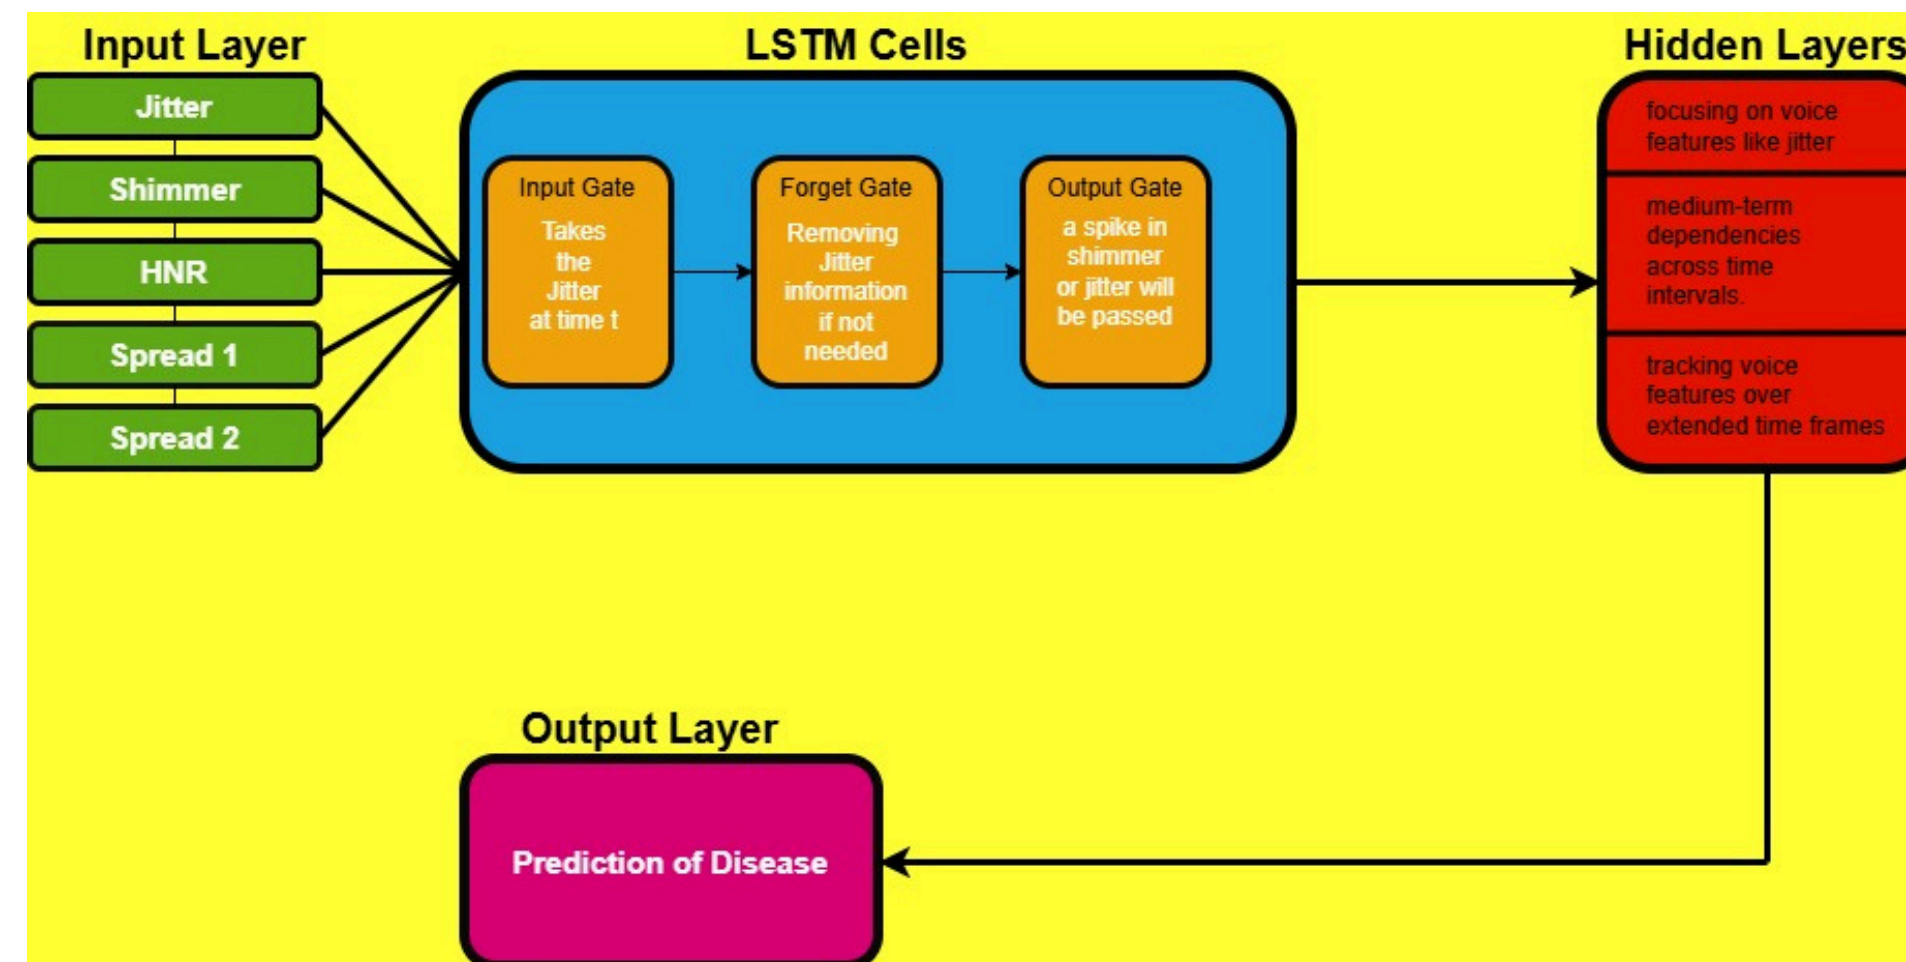 Input Layer
Jitter
Shimmer
HNR
Spread 1
Spread 2
LSTM Cells
Input Gate
Takes
the
Jitter
at time t
Forget Gate
Removing
Jitter
information
if not
needed
Output Gate
a spike in
shimmer
or jitter will
be passed
Hidden Layers
focusing on voice
features like jitter
medium-term
dependencies
across time
intervals.
tracking voice
features over
extended time frames
Output Layer
Prediction of Disease